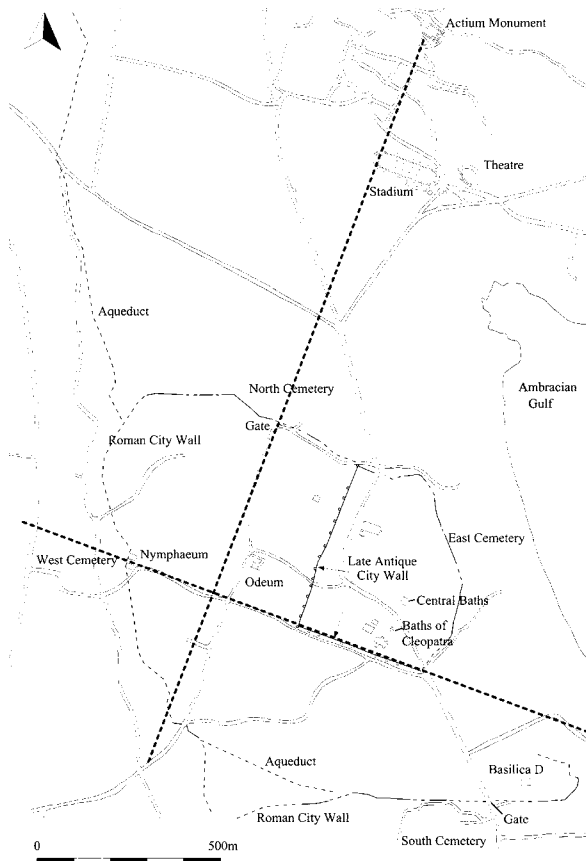 Actium Monument
Theatre
Stadium
Aqueduct
Ambracian
Gulf
North Cemetery
Gate
Roman City Wall
East Cemetery
West Cemetery
Nymphaeum
Odeum
Late Antique
City Wall
Central Baths
Baths of
Cleopatra
Aqueduct
Basilica D
Roman City Wall
Gate
South Cemetery
0 500m